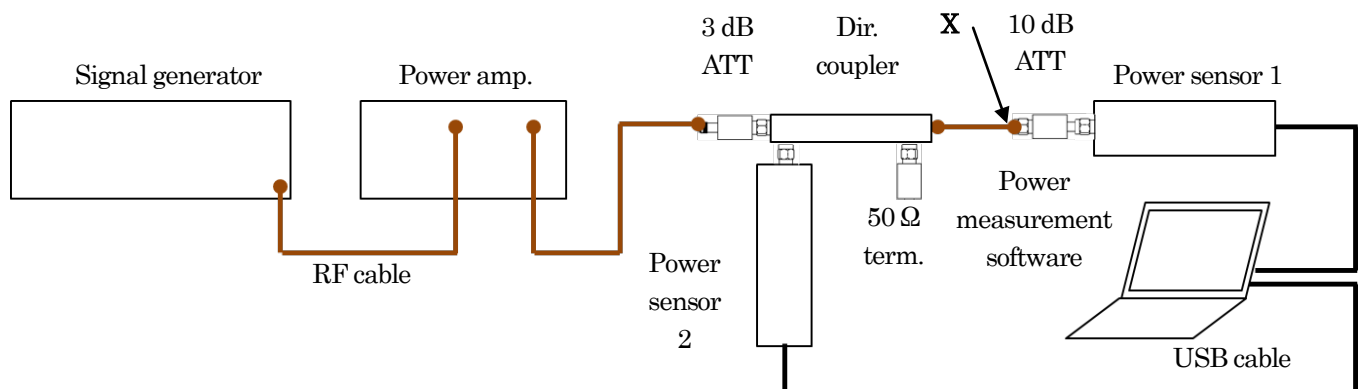 Signal generator
Power amp.
3 dB
ATT
Dir.
coupler
X
10 dB
ATT
Power sensor 1
RF cable
Power
sensor
2
50 Ω
term.
Power
measurement
software
USB cable